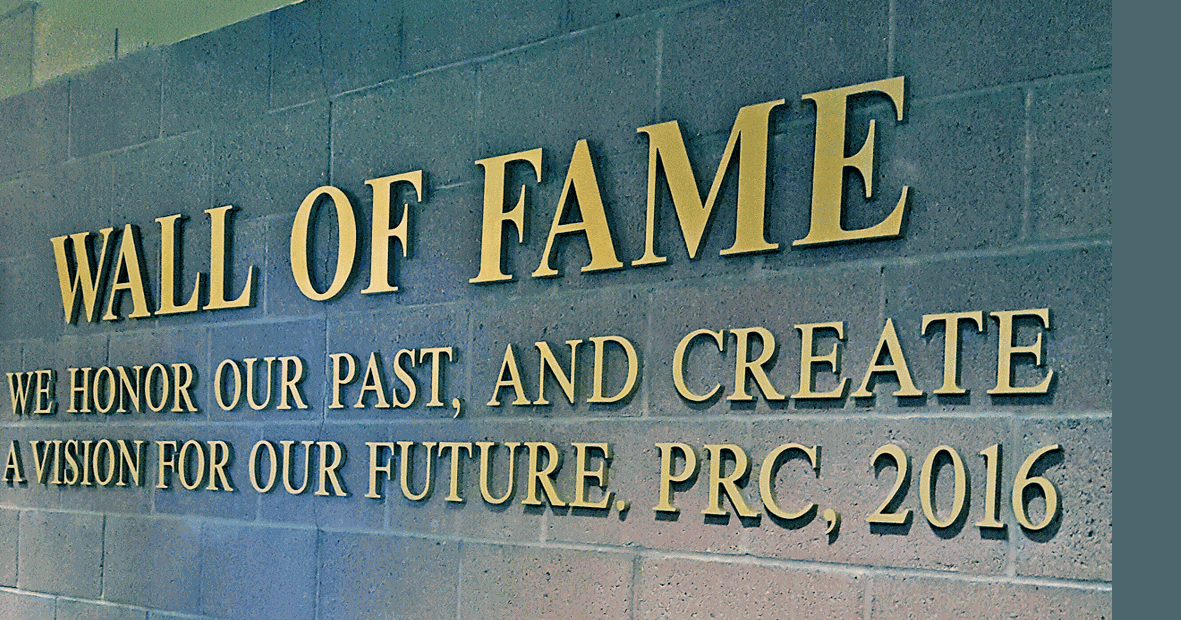 WALL OF FAME
WE HONOR OUR PAST, AND CREATE
A VISION FOR OUR FUTURE. PRC, 2016